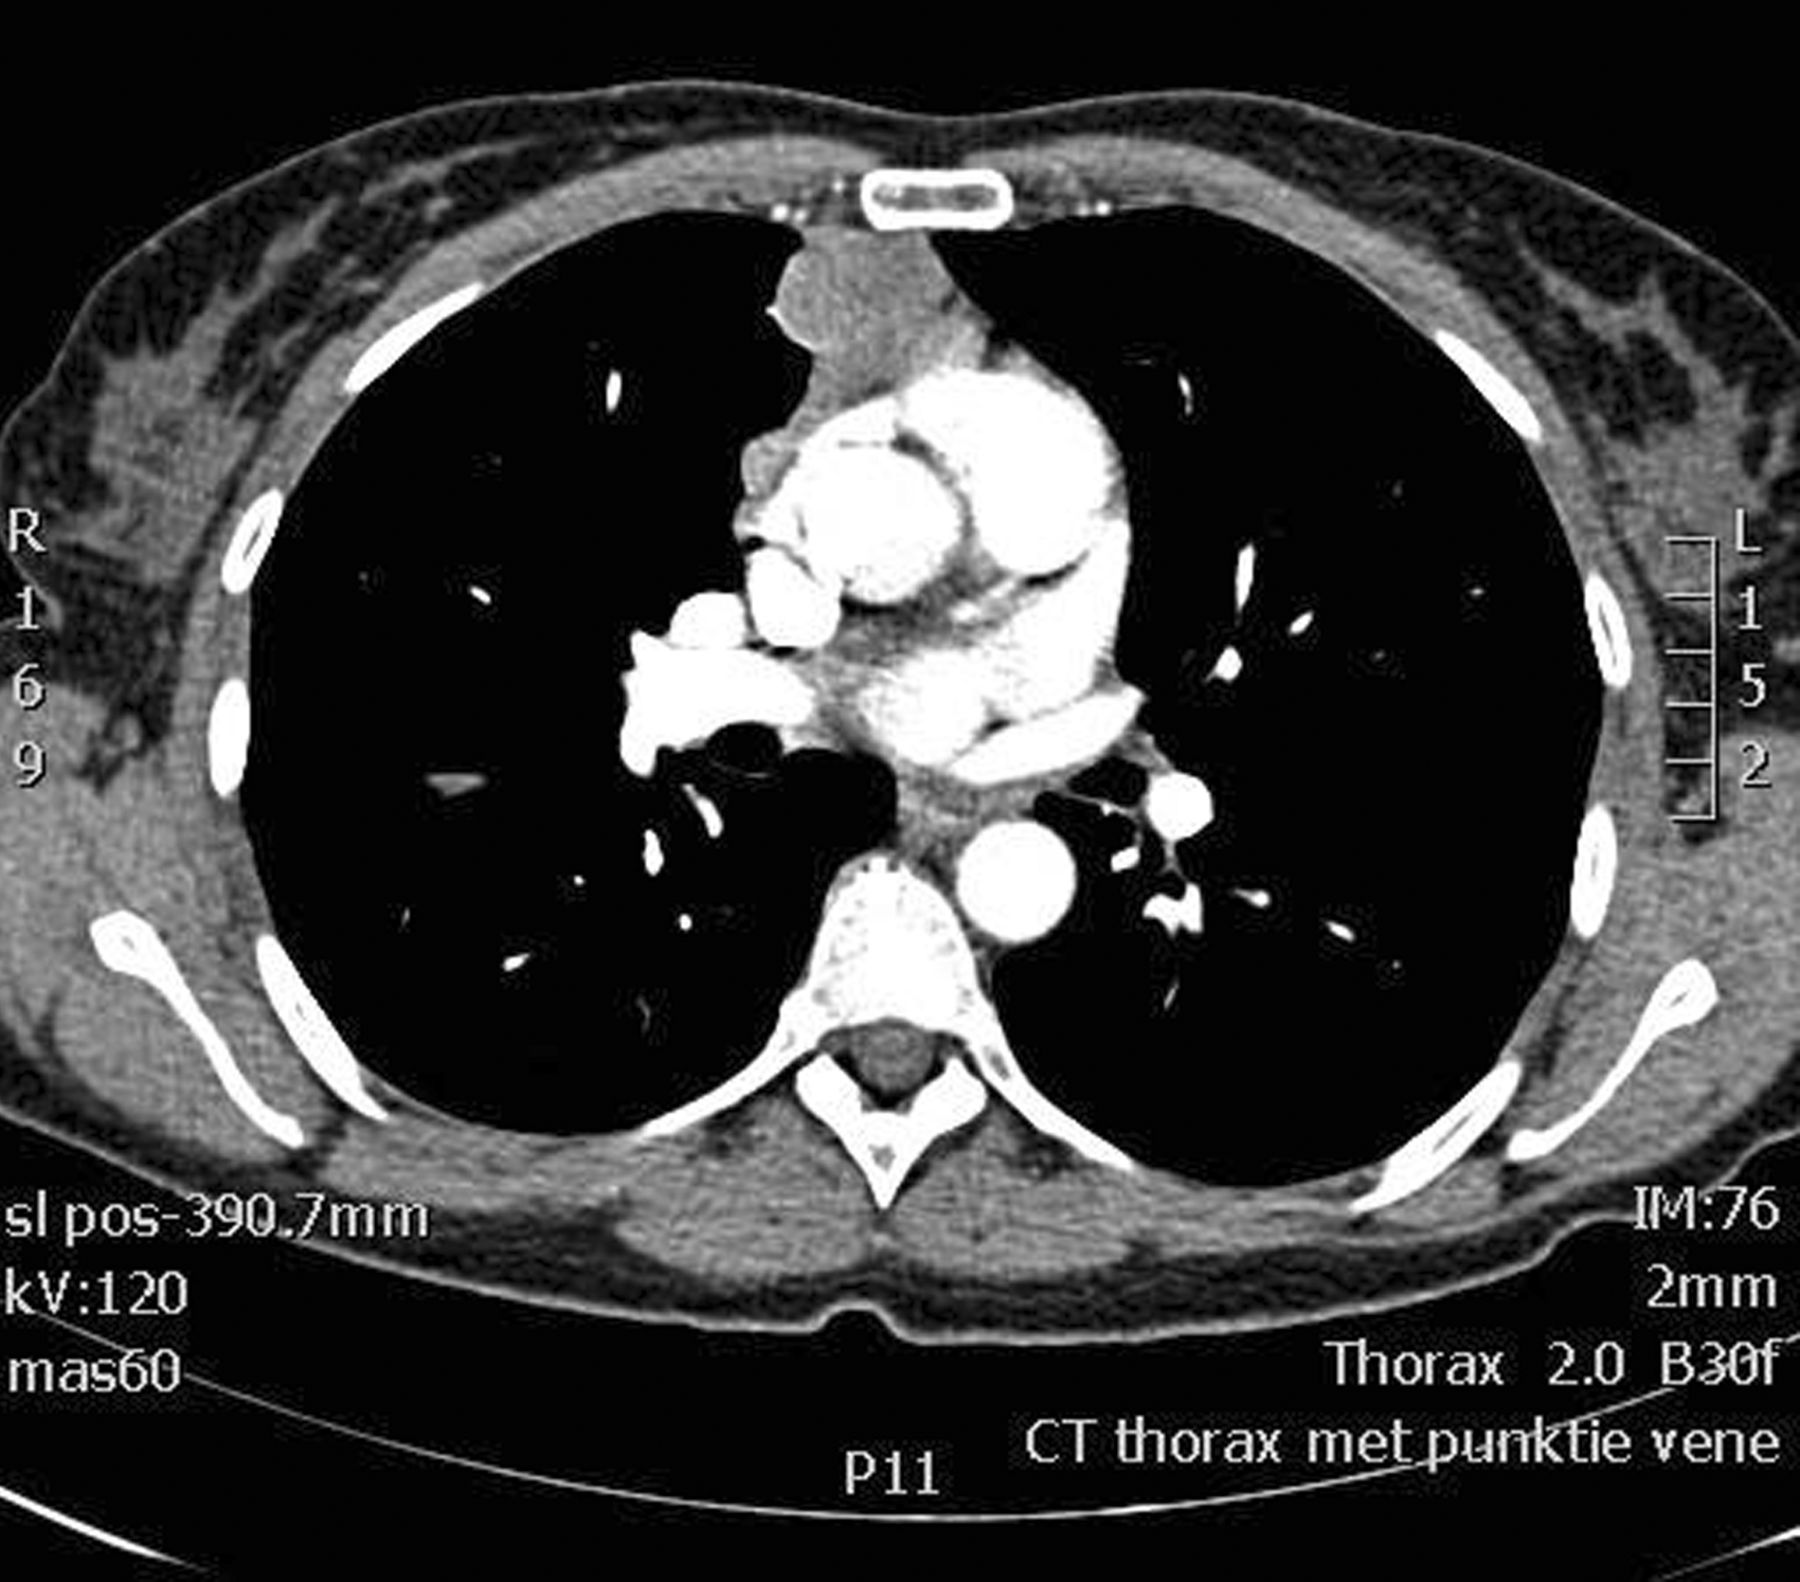 R
1
6
9
L
1
5
2
sl pos-390.7mm
kV:120
mas60
IM:76
2mm
Thorax 2.0 B30f
CT thorax met punktie vene
P11